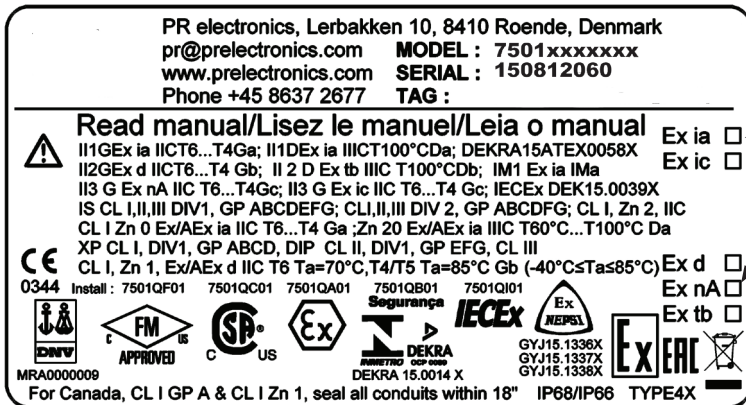 PR electronics, Lerbakken 10, 8410 Roende, Denmark
pr@prelectronics.com MODEL : 7501xxxxxxx
www.prelectronics.com SERIAL : 150812060
Phone +45 8637 2677 TAG :
Read manual/Lisez le manuel/Leia o manual
Ex ia
II1GEx ia IICT6...T4Ga; II1DEx ia IIICT100°CDa; DEKRA15ATEX0058X
Ex ic
II2GEx d IICT6...T4 Gb; II 2 D Ex tb IIIC T100°CDb; IM1 Ex ia IMa
II3 G Ex nA IIC T6...T4Gc; II3 G Ex ic IIC T6...T4 Gc; IECEx DEK15.0039X
IS CL I,II,III DIV1, GP ABCDEFG; CLI,II,III DIV 2, GP ABCDFG; CL I, Zn 2, IIC
CL I Zn 0 Ex/AEx ia IIC T6...T4 Ga ;Zn 20 Ex/AEx ia IIIC T60°C...T100°C Da
XP CL I, DIV1, GP ABCD, DIP CL II, DIV1, GP EFG, CL III
CL I, Zn 1, Ex/AEx d IIC T6 Ta=70°C,T4/T5 Ta=85°C Gb (-40°C≤Ta≤85°C)
Ex d
CE
0344 Install : 7501QF01 7501QC01 7501QA01 7501QB01 7501QI01
Ex nA
Ex tb
DNV
MRA0000009
C FM US
APPROVED
CSA®
C US
Ex
Segurança
INMETRO
DEKRA
OCP 0089
DEKRA 15.0014 X
IECEx
Ex
NEPSI
GYJ15.1336X
GYJ15.1337X
GYJ15.1338X
Ex
EAC
For Canada, CL I GP A & CL I Zn 1, seal all conduits within 18" IP68/IP66 TYPE4X